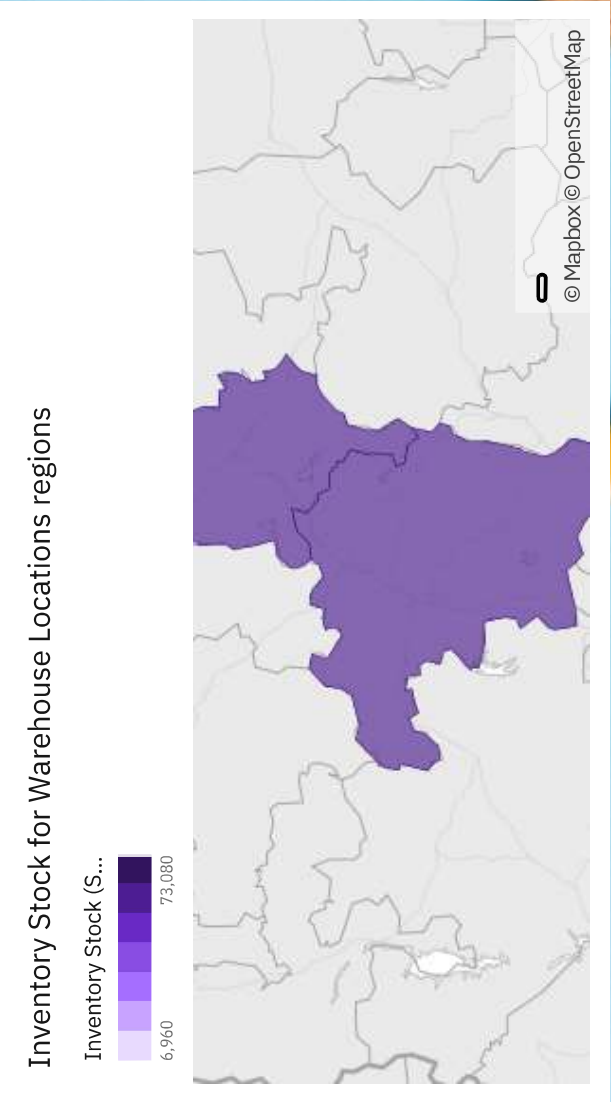 Inventory Stock for Warehouse Locations regions
Inventory Stock (S...
6,960
73,080
© Mapbox © OpenStreetMap